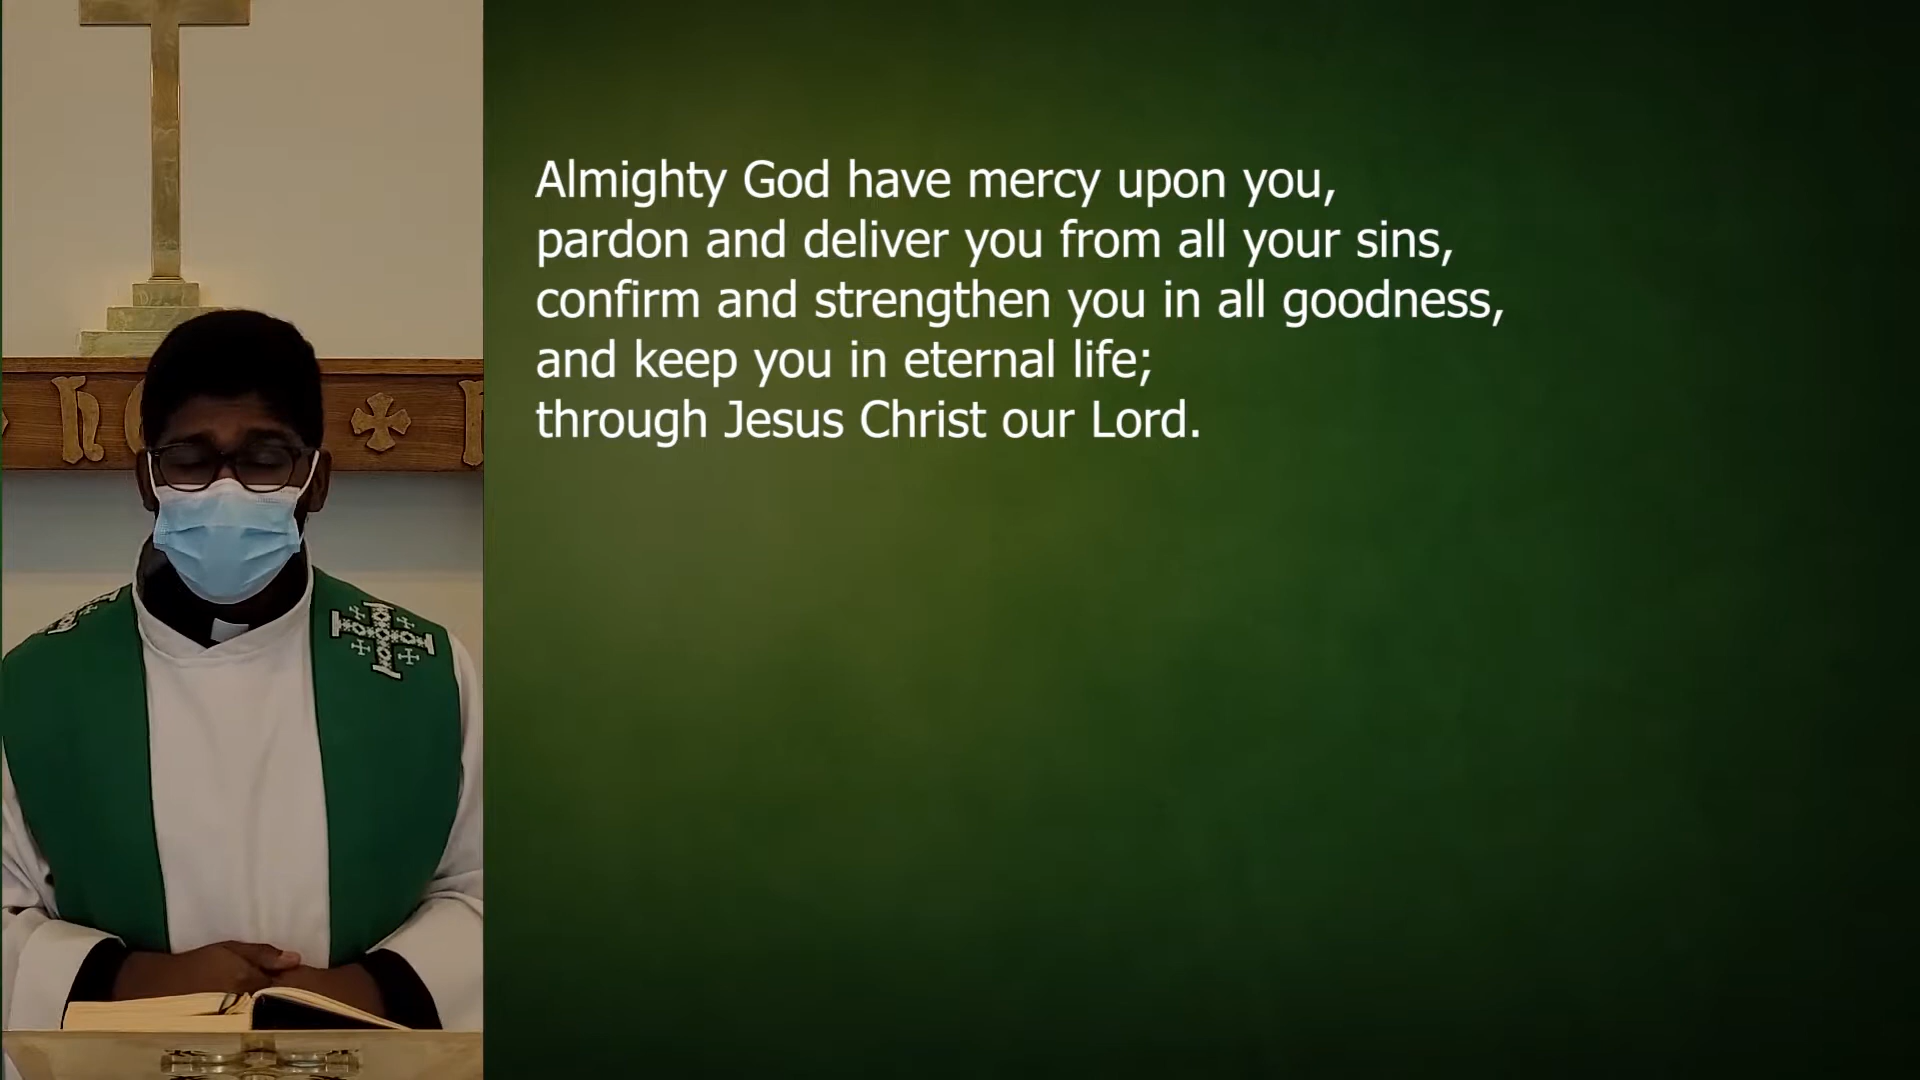 Almighty God have mercy upon you,
pardon and deliver you from all your sins,
confirm and strengthen you in all goodness,
and keep you in eternal life;
through Jesus Christ our Lord.